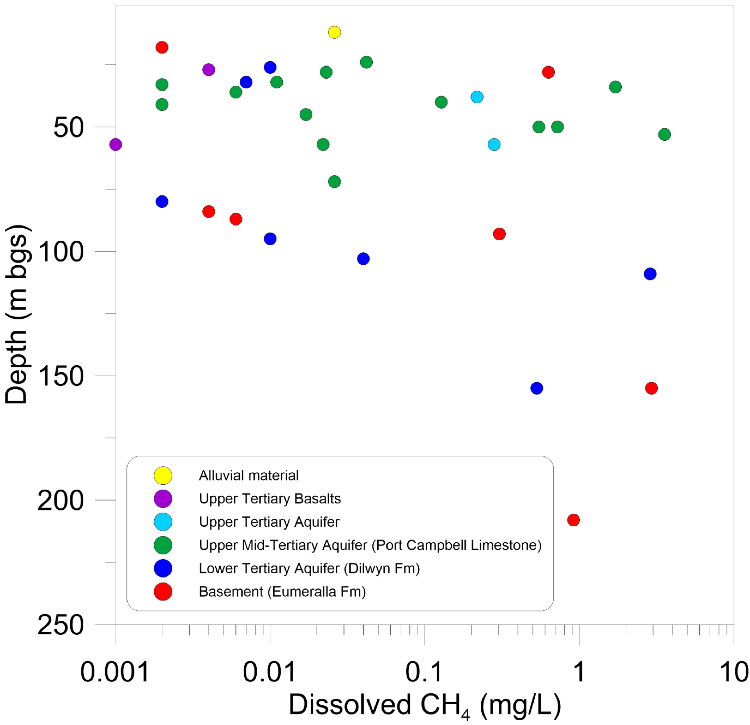 50
100
150
200
250
Depth (m bgs)
Alluvial material
Upper Tertiary Basalts
Upper Tertiary Aquifer
Upper Mid-Tertiary Aquifer (Port Campbell Limestone)
Lower Tertiary Aquifer (Dilwyn Fm)
Basement (Eumeralla Fm)
0.001 0.01 0.1 1 10
Dissolved CH₄ (mg/L)